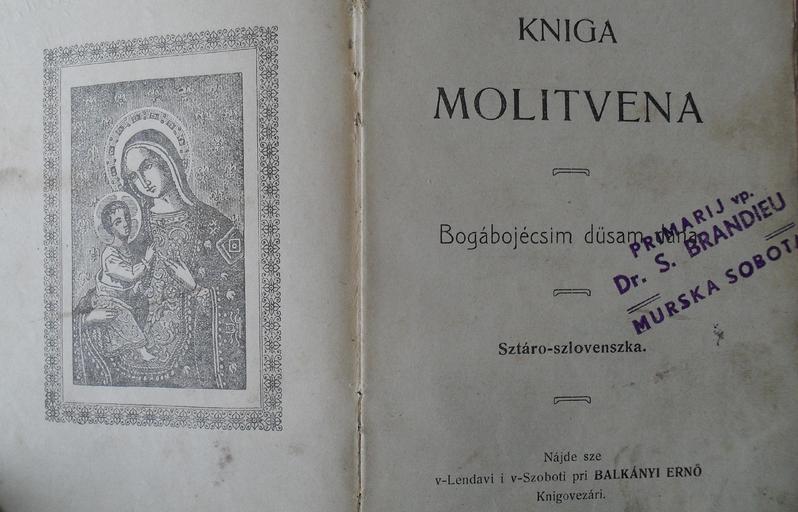 KNIGA
MOLITVENA
Bogábojécsim düsam dána
PRIMARIJ vp.
Dr. S. BRANDIEU
MURSKA SOBOTA
Sztáro-szlovenszka.
Nájde sze
v-Lendavi i v-Szoboti pri BALKÁNYI ERNŐ
Knigovezári.